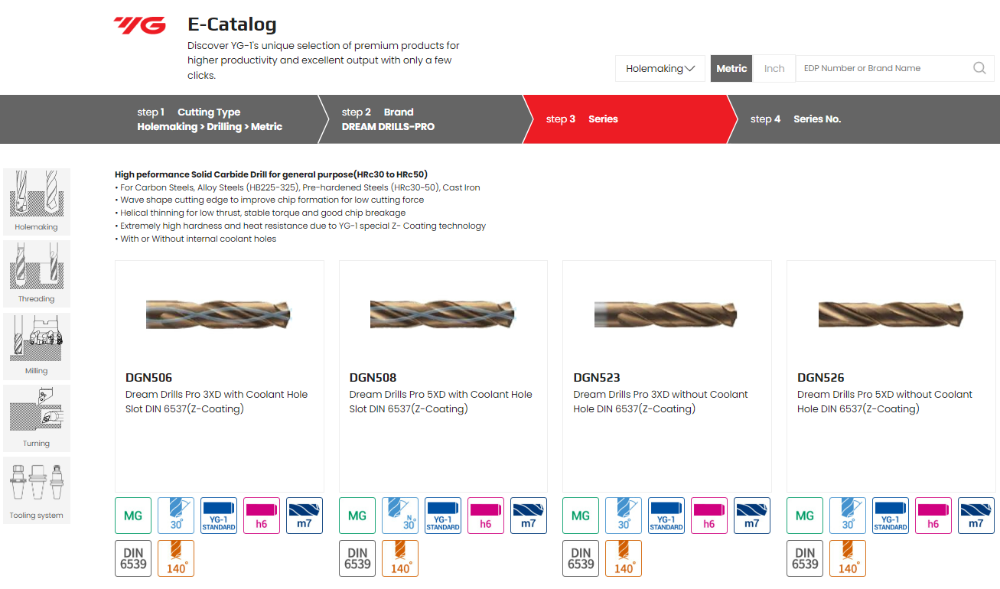 YG
E-Catalog
Discover YG-1's unique selection of premium products for
higher productivity and excellent output with only a few
clicks.
Holemaking
Metric
Inch
EDP Number or Brand Name
step 1 Cutting Type
Holemaking > Drilling > Metric
step 2 Brand
DREAM DRILLS-PRO
step 3 Series
step 4 Series No.
Holemaking
Threading
Milling
Turning
Tooling system
High peformance Solid Carbide Drill for general purpose(HRc30 to HRc50)
• For Carbon Steels, Alloy Steels (HB225-325), Pre-hardened Steels (HRc30-50), Cast Iron
• Wave shape cutting edge to improve chip formation for low cutting force
• Helical thinning for low thrust, stable torque and good chip breakage
• Extremely high hardness and heat resistance due to YG-1 special Z- Coating technology
• With or Without internal coolant holes
DGN506
Dream Drills Pro 3XD with Coolant Hole
Slot DIN 6537(Z-Coating)
MG
30°
YG-1
STANDARD
h6
m7
DIN
6539
140°
DGN508
Dream Drills Pro 5XD with Coolant Hole
Slot DIN 6537(Z-Coating)
MG
N
30°
YG-1
STANDARD
h6
m7
DIN
6539
140°
DGN523
Dream Drills Pro 3XD without Coolant
Hole DIN 6537(Z-Coating)
MG
30°
YG-1
STANDARD
h6
m7
DIN
6539
140°
DGN526
Dream Drills Pro 5XD without Coolant
Hole DIN 6537(Z-Coating)
MG
30°
YG-1
STANDARD
h6
m7
DIN
6539
140°